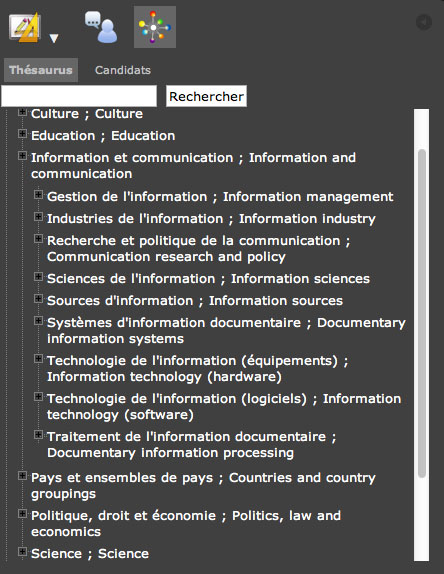 Thésaurus Candidats
Rechercher
Culture ; Culture
Education ; Education
Information et communication ; Information and
communication
Gestion de l'information ; Information management
Industries de l'information ; Information industry
Recherche et politique de la communication ;
Communication research and policy
Sciences de l'information ; Information sciences
Sources d'information ; Information sources
Systèmes d'information documentaire ; Documentary
information systems
Technologie de l'information (équipements) ;
Information technology (hardware)
Technologie de l'information (logiciels) ; Information
technology (software)
Traitement de l'information documentaire ;
Documentary information processing
Pays et ensembles de pays ; Countries and country
groupings
Politique, droit et économie ; Politics, law and
economics
Science ; Science